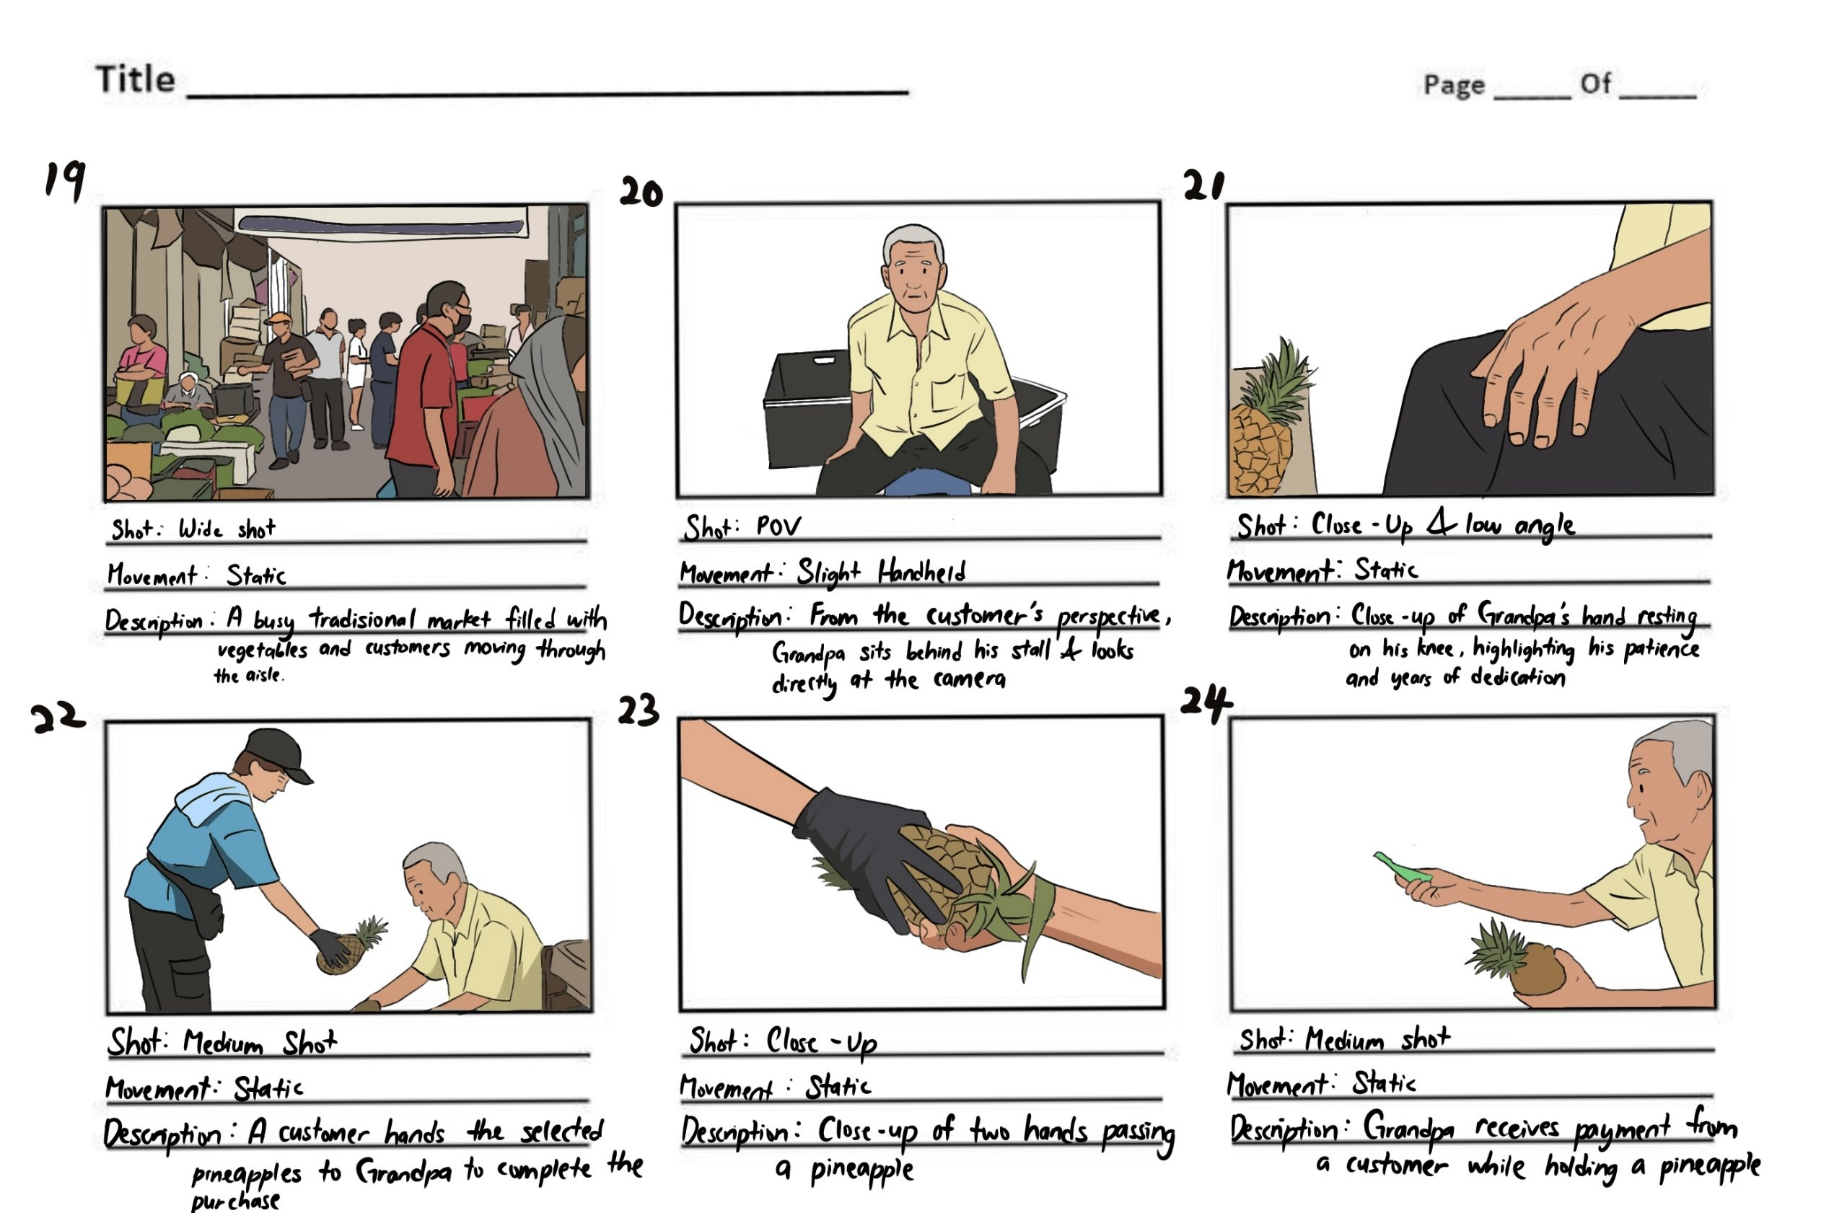 Title
Page Of
19
Shot: Wide shot
Movement: Static
Description: A busy tradisional market filled with
vegetables and customers moving through
the aisle.
20
Shot: POV
Movement: Slight Handheld
Description: From the customer's perspective,
Grandpa sits behind his stall & looks
directly at the camera
21
Shot: Close-Up & low angle
Movement: Static
Description: Close-up of Grandpa's hand resting
on his knee, highlighting his patience
and years of dedication
22
Shot: Medium Shot
Movement: Static
Description: A customer hands the selected
pineapples to Grandpa to complete the
purchase
23
Shot: Close-Up
Movement: Static
Description: Close-up of two hands passing
a pineapple
24
Shot: Medium shot
Movement: Static
Description: Grandpa receives payment from
a customer while holding a pineapple